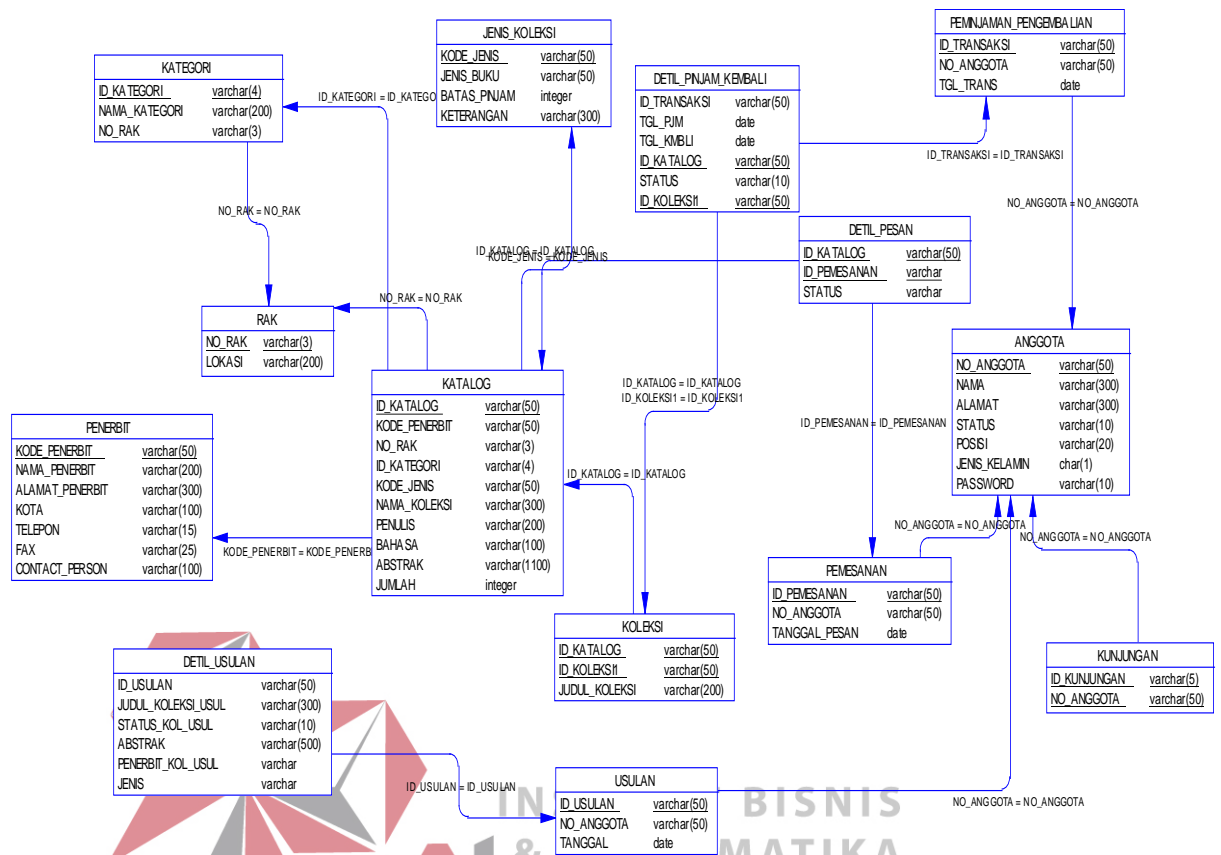 PEMINJAMAN_PENGEMBALIAN
ID_TRANSAKSI varchar(50)
NO_ANGGOTA varchar(50)
TGL_TRANS date
JENIS_KOLEKSI
KODE_JENIS varchar(50)
JENIS_BUKU varchar(50)
BATAS_PINJAM integer
KETERANGAN varchar(300)
KATEGORI
ID_KATEGORI varchar(4)
NAMA_KATEGORI varchar(200)
NO_RAK varchar(3)
DETIL_PINJAM_KEMBALI
ID_TRANSAKSI varchar(50)
TGL_PJM date
TGL_KMBLI date
ID_KATALOG varchar(50)
STATUS varchar(10)
ID_KOLEKSI1 varchar(50)
ID_KATEGORI = ID_KATEGO
ID_TRANSAKSI = ID_TRANSAKSI
NO_RAK = NO_RAK
NO_ANGGOTA = NO_ANGGOTA
DETIL_PESAN
ID_KATALOG varchar(50)
ID_PEMESANAN varchar
STATUS varchar
ID_KATALOG = ID_KATALOG
KODE_JENIS = KODE_JENIS
NO_RAK = NO_RAK
RAK
NO_RAK varchar(3)
LOKASI varchar(200)
ANGGOTA
NO_ANGGOTA varchar(50)
NAMA varchar(300)
ALAMAT varchar(300)
STATUS varchar(10)
POSISI varchar(20)
JENIS_KELAMIN char(1)
PASSWORD varchar(10)
KATALOG
ID_KATALOG varchar(50)
KODE_PENERBIT varchar(50)
NO_RAK varchar(3)
ID_KATEGORI varchar(4)
KODE_JENIS varchar(50)
NAMA_KOLEKSI varchar(300)
PENULIS varchar(200)
BAHASA varchar(100)
ABSTRAK varchar(1100)
JUMLAH integer
ID_KATALOG = ID_KATALOG
ID_KOLEKSI1 = ID_KOLEKSI1
ID_PEMESANAN = ID_PEMESANAN
PENERBIT
KODE_PENERBIT varchar(50)
NAMA_PENERBIT varchar(200)
ALAMAT_PENERBIT varchar(300)
KOTA varchar(100)
TELEPON varchar(15)
FAX varchar(25)
CONTACT_PERSON varchar(100)
ID_KATALOG = ID_KATALOG
KODE_PENERBIT = KODE_PENERB
NO_ANGGOTA = NO_ANGGOTA
NO_ANGGOTA = NO_ANGGOTA
PEMESANAN
ID_PEMESANAN varchar(50)
NO_ANGGOTA varchar(50)
TANGGAL_PESAN date
KOLEKSI
ID_KATALOG varchar(50)
ID_KOLEKSI1 varchar(50)
JUDUL_KOLEKSI varchar(200)
KUNJUNGAN
ID_KUNJUNGAN varchar(5)
NO_ANGGOTA varchar(50)
DETIL_USULAN
ID_USULAN varchar(50)
JUDUL_KOLEKSI_USUL varchar(300)
STATUS_KOL_USUL varchar(10)
ABSTRAK varchar(500)
PENERBIT_KOL_USUL varchar
JENIS varchar
ID_USULAN = ID_USULAN
USULAN
ID_USULAN varchar(50)
NO_ANGGOTA varchar(50)
TANGGAL date
NO_ANGGOTA = NO_ANGGOTA
BISNIS
&